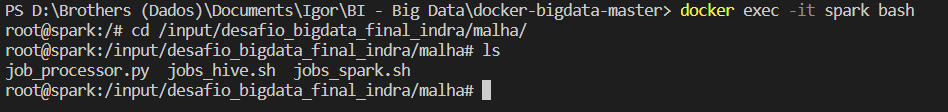 PS D:\Brothers (Dados)\Documents\Igor\BI - Big Data\docker-bigdata-master> docker exec -it spark bash
root@spark:/# cd /input/desafio_bigdata_final_indra/malha/
root@spark:/input/desafio_bigdata_final_indra/malha# ls
job_processor.py  jobs_hive.sh  jobs_spark.sh
root@spark:/input/desafio_bigdata_final_indra/malha#